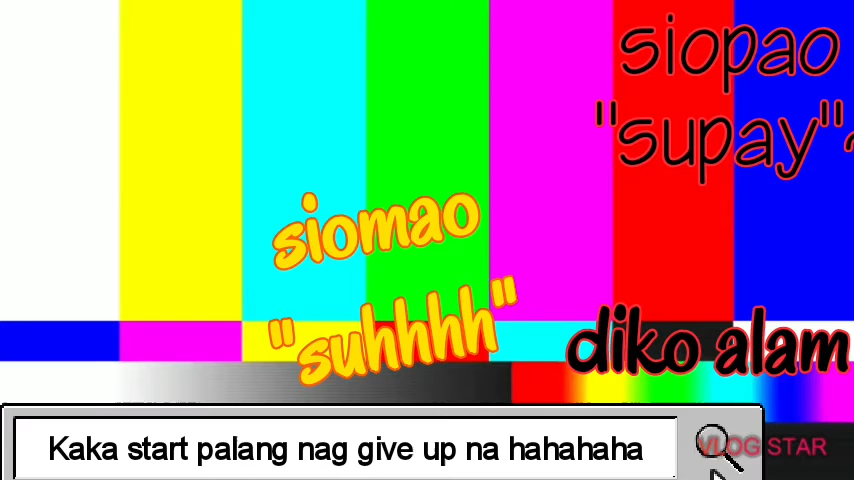 siopao
"supay"
siomao
"suhhhh"
diko alam
Kaka start palang nag give up na hahahaha
VLOG STAR